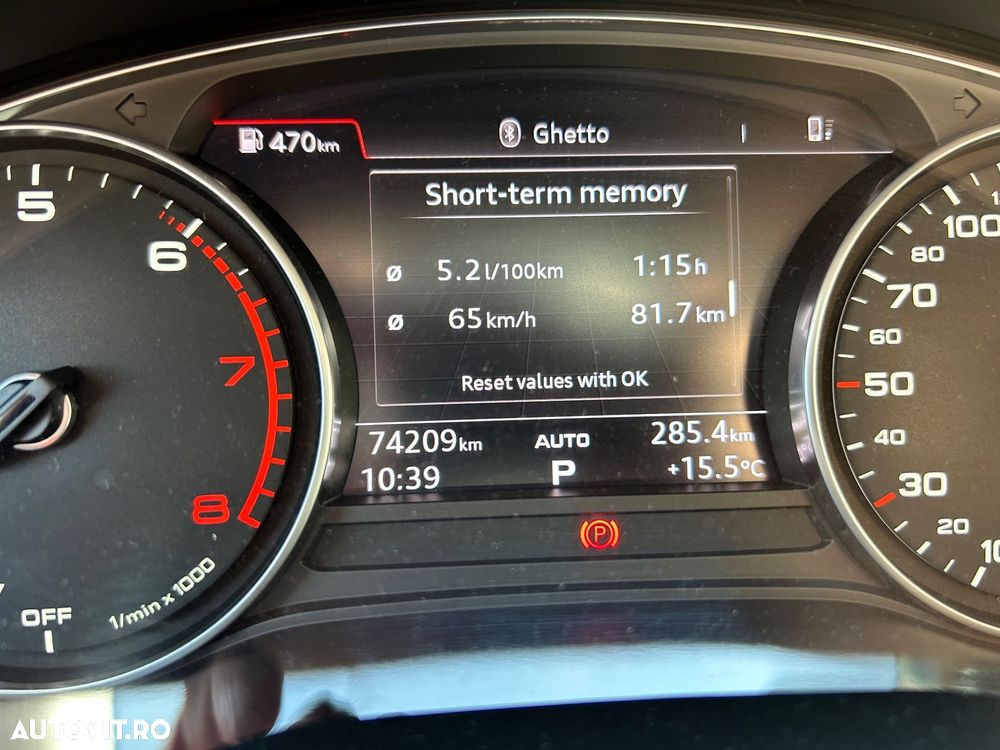 470km
Ghetto
Short-term memory
ø 5.2 l/100km 1:15h
ø 65 km/h 81.7 km
Reset values with OK
74209km AUTO 285.4km
10:39 P +15.5°C
P
5
6
7
8
1/min x 1000
OFF
100
80
70
60
50
40
30
20
AUTOVIT.RO